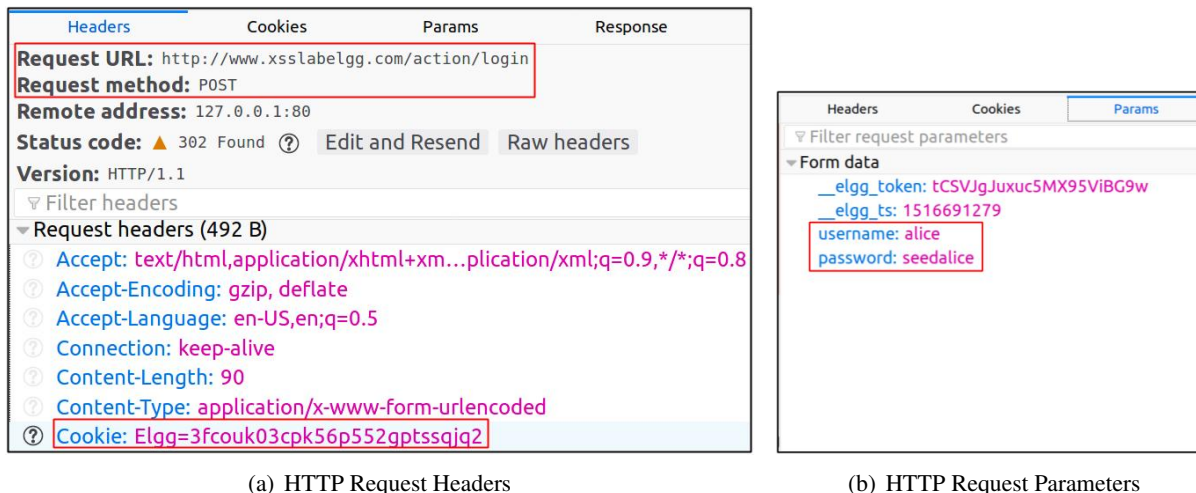 Headers Cookies Params Response
Request URL: http://www.xsslabelgg.com/action/login
Request method: POST
Remote address: 127.0.0.1:80
Status code: 302 Found ? Edit and Resend Raw headers
Version: HTTP/1.1
Filter headers
Request headers (492 B)
? Accept: text/html,application/xhtml+xm…plication/xml;q=0.9,*/*;q=0.8
? Accept-Encoding: gzip, deflate
? Accept-Language: en-US,en;q=0.5
? Connection: keep-alive
? Content-Length: 90
? Content-Type: application/x-www-form-urlencoded
? Cookie: Elgg=3fcouk03cpk56p552gptssqjq2
(a) HTTP Request Headers
Headers Cookies Params
Filter request parameters
Form data
__elgg_token: tCSVJgJuxuc5MX95ViBG9w
__elgg_ts: 1516691279
username: alice
password: seedalice
(b) HTTP Request Parameters